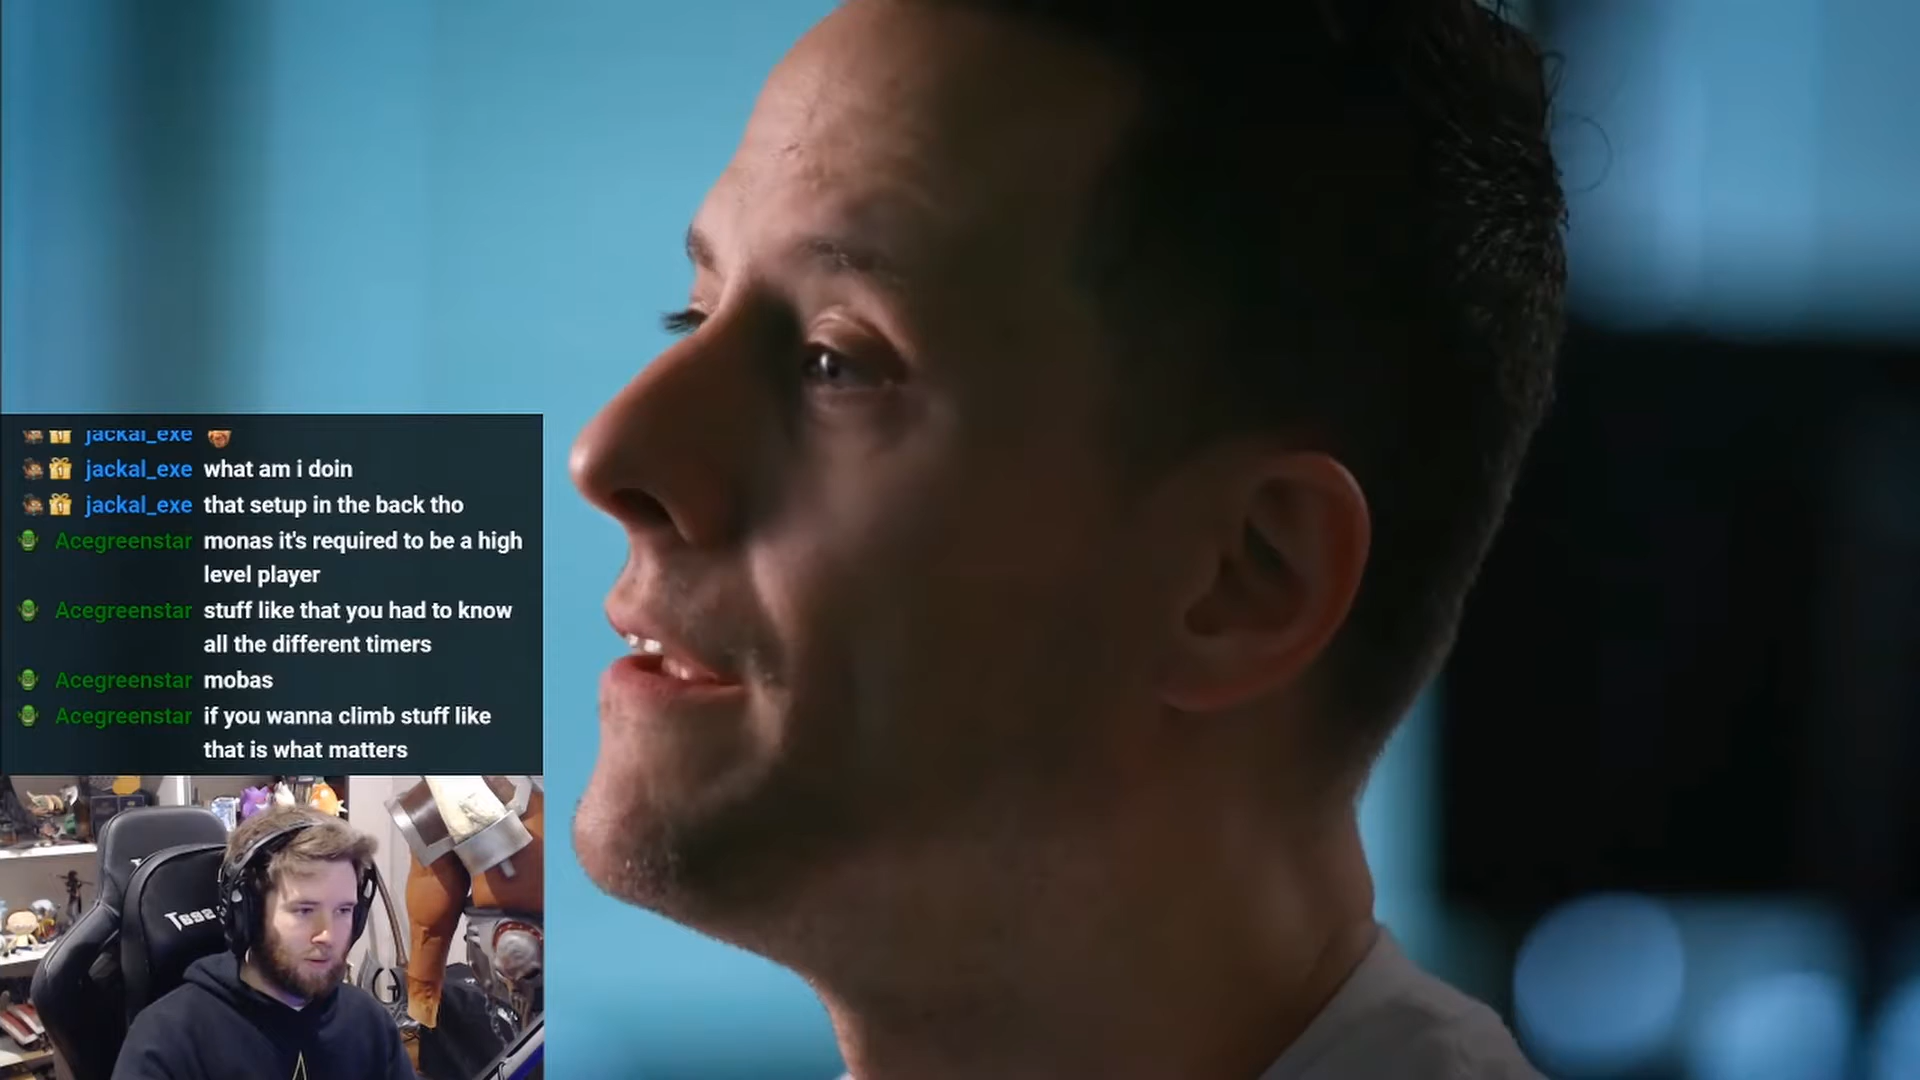 jackal_exe
jackal_exe what am i doin
jackal_exe that setup in the back tho
Acegreenstar monas it's required to be a high
level player
Acegreenstar stuff like that you had to know
all the different timers
Acegreenstar mobas
Acegreenstar if you wanna climb stuff like
that is what matters